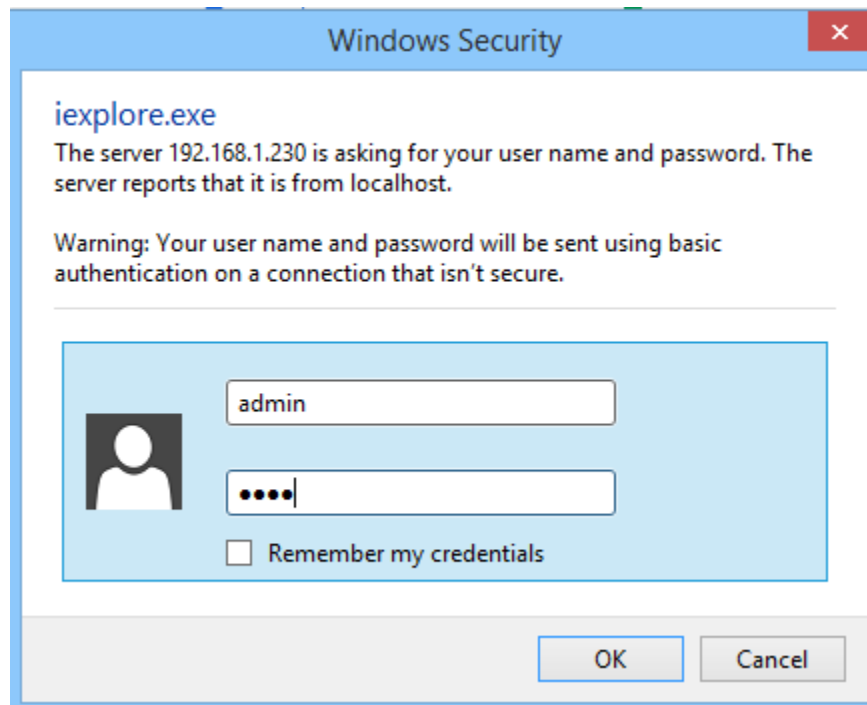 Windows Security
iexplore.exe
The server 192.168.1.230 is asking for your user name and password. The
server reports that it is from localhost.
Warning: Your user name and password will be sent using basic
authentication on a connection that isn't secure.
admin
••••
Remember my credentials
OK
Cancel